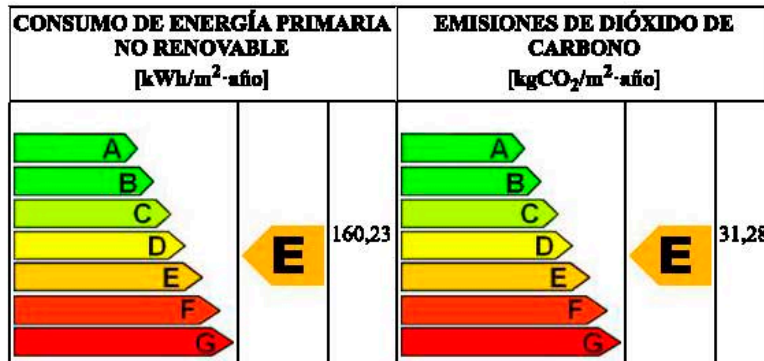 CONSUMO DE ENERGÍA PRIMARIA
NO RENOVABLE
[kWh/m²·año]
EMISIONES DE DIÓXIDO DE
CARBONO
[kgCO₂/m²·año]
A
B
C
D
E
F
G
E
160,23
A
B
C
D
E
F
G
E
31,28